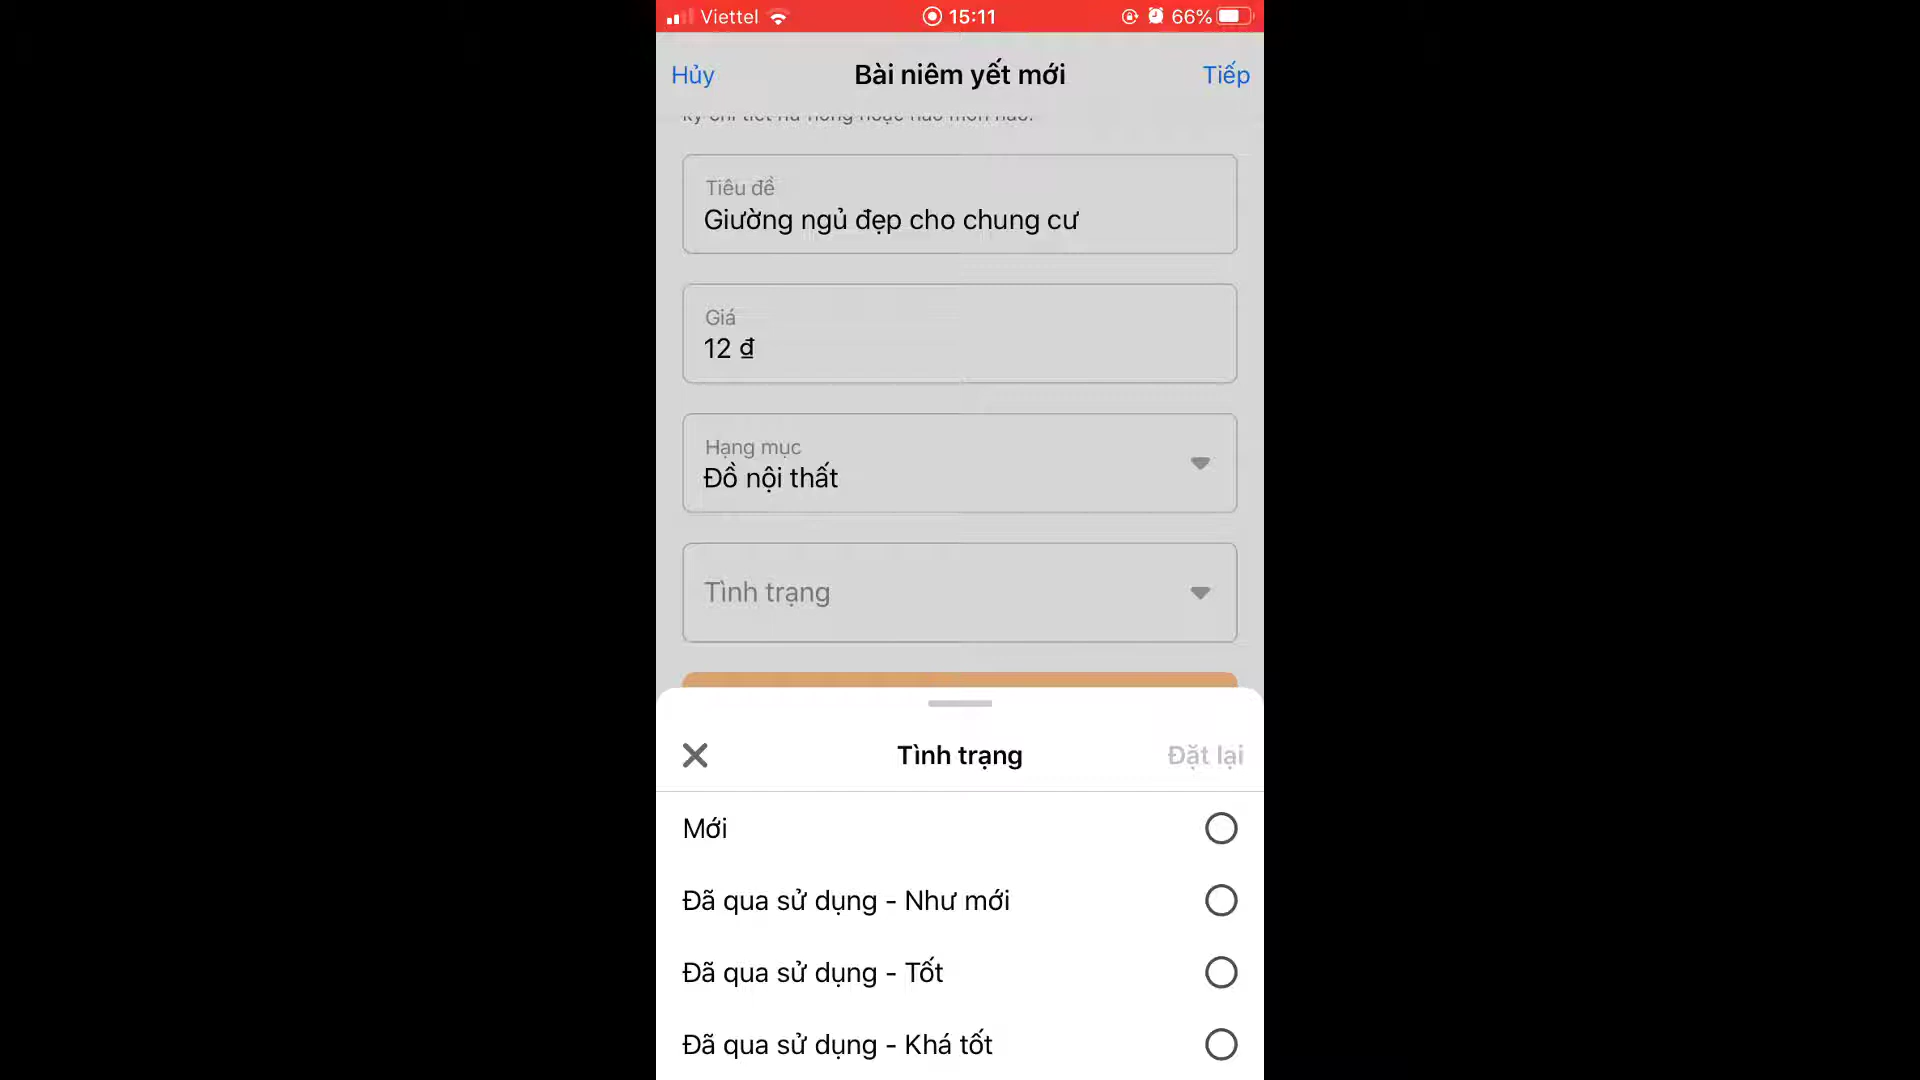 Viettel 15:11 66%
Hủy Bài niêm yết mới Tiếp
Tiêu đề
Giường ngủ đẹp cho chung cư
Giá
12 ₫
Hạng mục
Đồ nội thất
Tình trạng
Tình trạng Đặt lại
Mới
Đã qua sử dụng - Như mới
Đã qua sử dụng - Tốt
Đã qua sử dụng - Khá tốt